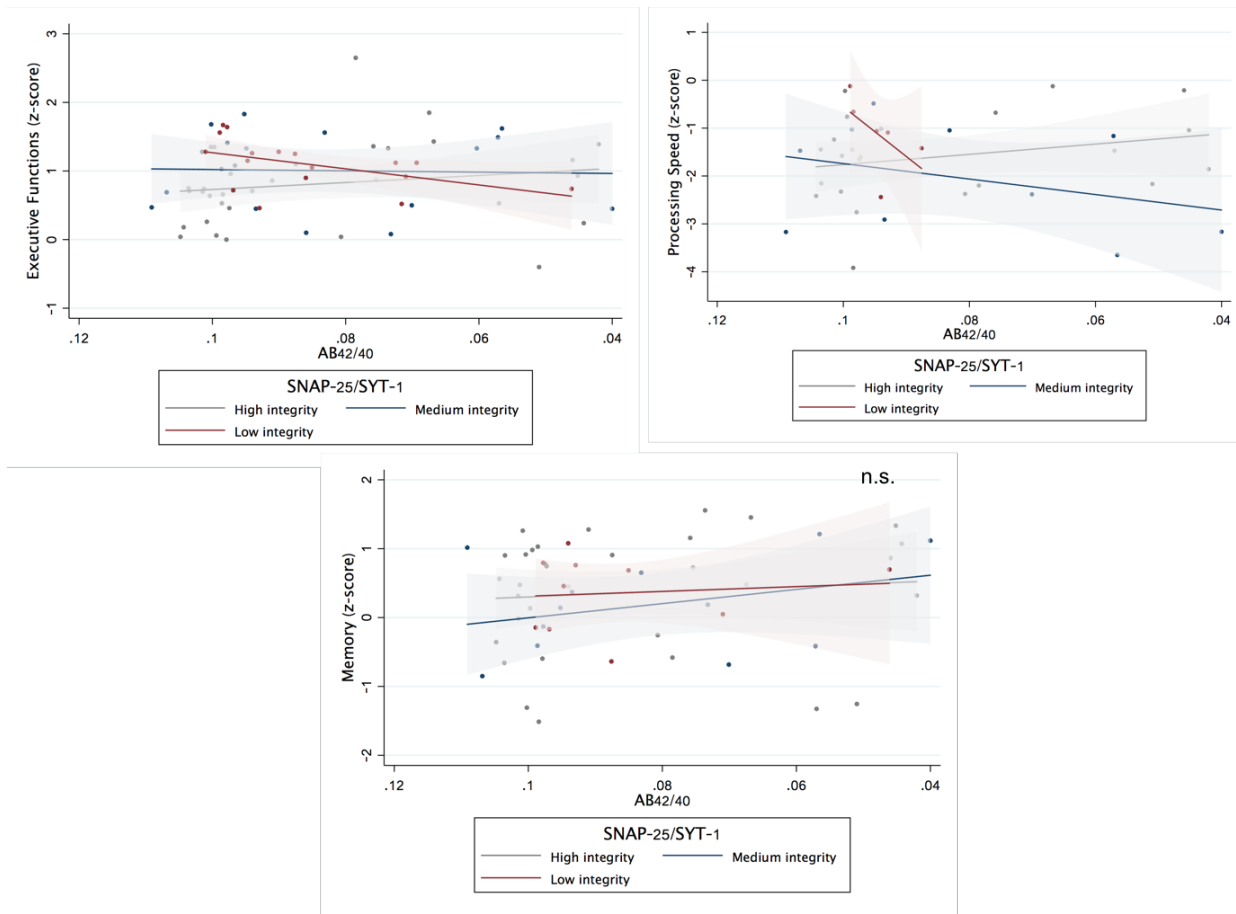 Executive Functions (z-score)
3
2
1
0
-1
.12 .1 .08 .06 .04
AB42/40
SNAP-25/SYT-1
High integrity Medium integrity
Low integrity
Processing Speed (z-score)
1
0
-1
-2
-3
-4
.12 .1 .08 .06 .04
AB42/40
SNAP-25/SYT-1
High integrity Medium integrity
Low integrity
n.s.
Memory (z-score)
2
1
0
-1
-2
.12 .1 .08 .06 .04
AB42/40
SNAP-25/SYT-1
High integrity Medium integrity
Low integrity